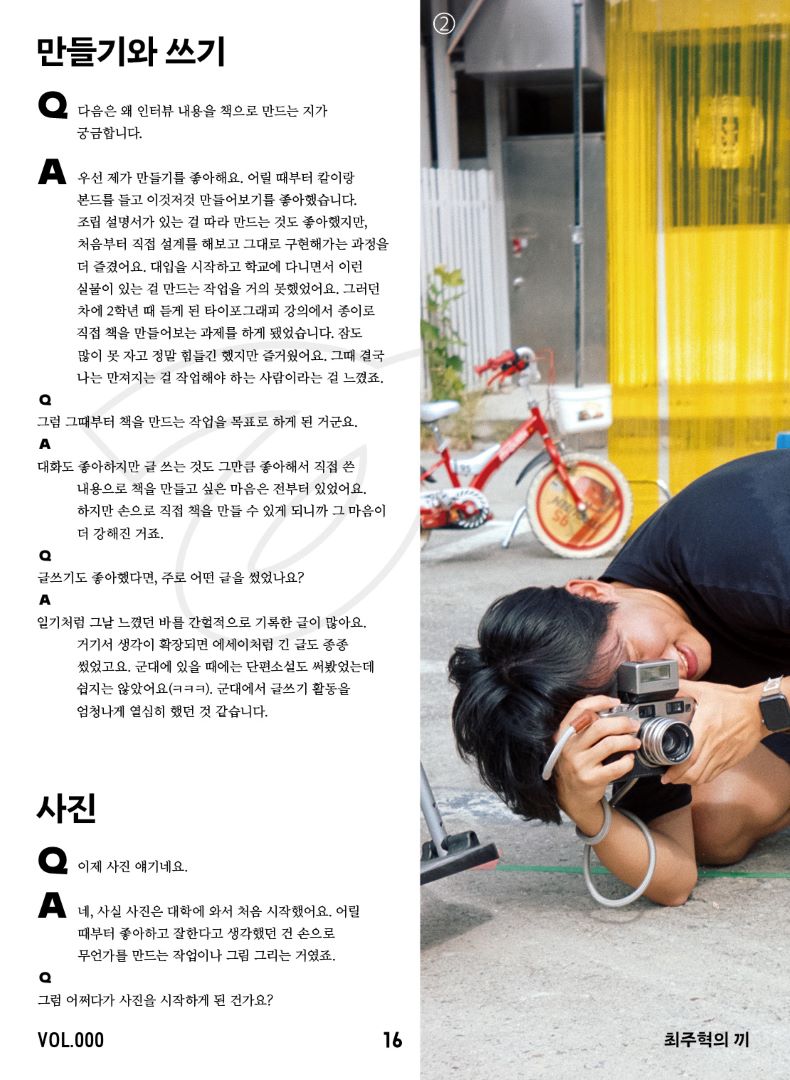 만들기와 쓰기
Q 다음은 왜 인터뷰 내용을 책으로 만드는 지가
궁금합니다.
A 우선 제가 만들기를 좋아해요. 어릴 때부터 칼이랑
본드를 들고 이것저것 만들어보기를 좋아했습니다.
조립 설명서가 있는 걸 따라 만드는 것도 좋아했지만,
처음부터 직접 설계를 해보고 그대로 구현해가는 과정을
더 즐겼어요. 대입을 시작하고 학교에 다니면서 이런
실물이 있는 걸 만드는 작업을 거의 못했었어요. 그러던
차에 2학년 때 듣게 된 타이포그래피 강의에서 종이로
직접 책을 만들어보는 과제를 하게 됐었습니다. 잠도
많이 못 자고 정말 힘들긴 했지만 즐거웠어요. 그때 결국
나는 만져지는 걸 작업해야 하는 사람이라는 걸 느꼈죠.
Q
그럼 그때부터 책을 만드는 작업을 목표로 하게 된 거군요.
A
대화도 좋아하지만 글 쓰는 것도 그만큼 좋아해서 직접 쓴
내용으로 책을 만들고 싶은 마음은 전부터 있었어요.
하지만 손으로 직접 책을 만들 수 있게 되니까 그 마음이
더 강해진 거죠.
Q
글쓰기도 좋아했다면, 주로 어떤 글을 썼었나요?
A
일기처럼 그날 느꼈던 바를 간헐적으로 기록한 글이 많아요.
거기서 생각이 확장되면 에세이처럼 긴 글도 종종
썼었고요. 군대에 있을 때에는 단편소설도 써봤었는데
쉽지는 않았어요(ㅋㅋㅋ). 군대에서 글쓰기 활동을
엄청나게 열심히 했던 것 같습니다.
사진
Q 이제 사진 얘기네요.
A 네, 사실 사진은 대학에 와서 처음 시작했어요. 어릴
때부터 좋아하고 잘한다고 생각했던 건 손으로
무언가를 만드는 작업이나 그림 그리는 거였죠.
Q
그럼 어쩌다가 사진을 시작하게 된 건가요?
VOL.000
16
②
최주혁의 끼